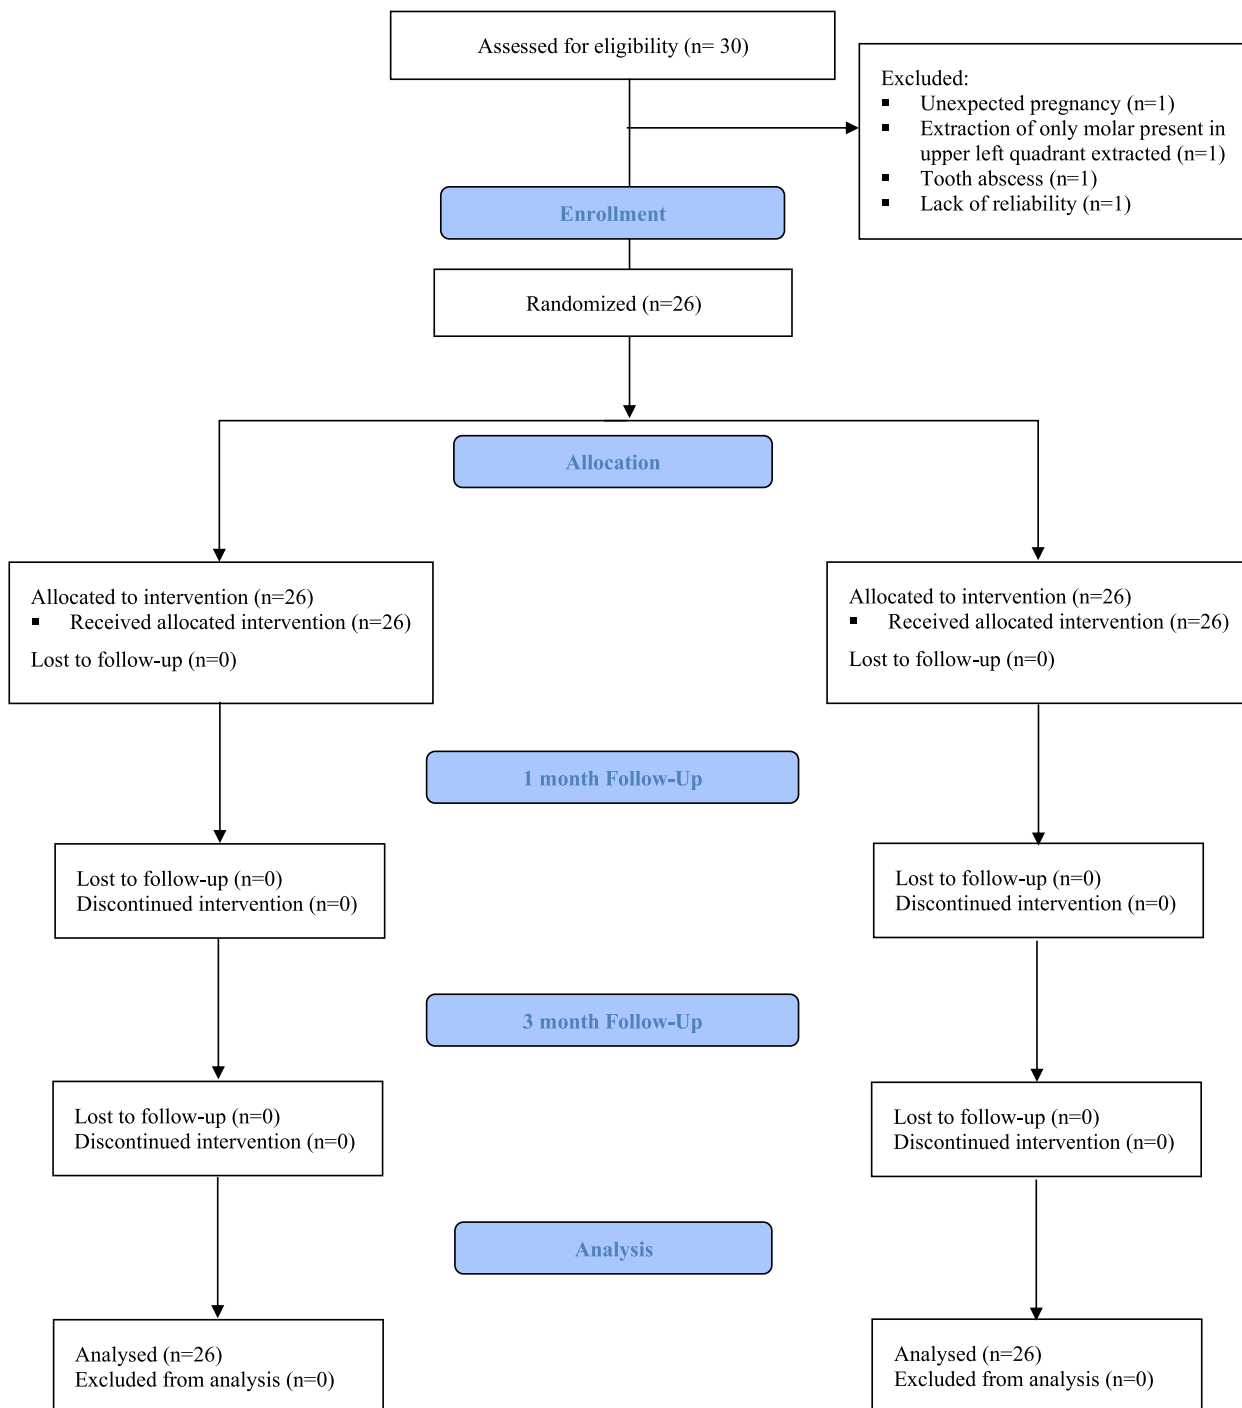 Assessed for eligibility (n= 30)
Excluded:
▪ Unexpected pregnancy (n=1)
▪ Extraction of only molar present in
upper left quadrant extracted (n=1)
▪ Tooth abscess (n=1)
▪ Lack of reliability (n=1)
Enrollment
Randomized (n=26)
Allocation
Allocated to intervention (n=26)
▪ Received allocated intervention (n=26)
Lost to follow-up (n=0)
Allocated to intervention (n=26)
▪ Received allocated intervention (n=26)
Lost to follow-up (n=0)
1 month Follow-Up
Lost to follow-up (n=0)
Discontinued intervention (n=0)
Lost to follow-up (n=0)
Discontinued intervention (n=0)
3 month Follow-Up
Lost to follow-up (n=0)
Discontinued intervention (n=0)
Lost to follow-up (n=0)
Discontinued intervention (n=0)
Analysis
Analysed (n=26)
Excluded from analysis (n=0)
Analysed (n=26)
Excluded from analysis (n=0)